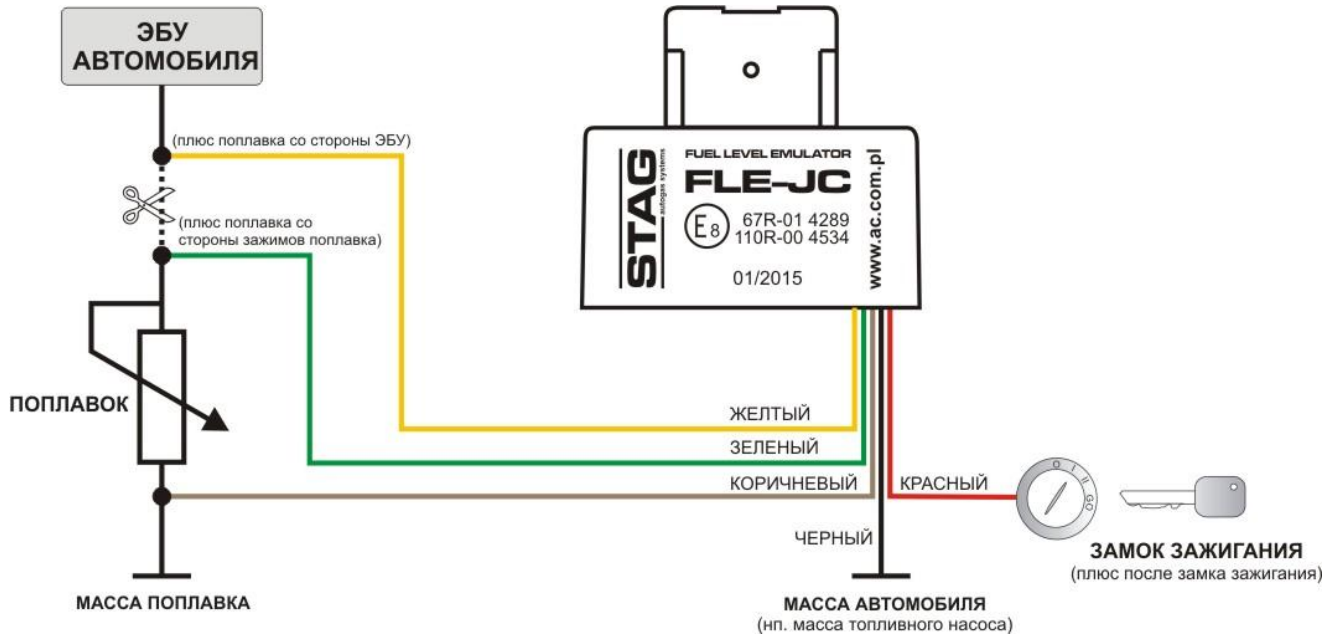 ЭБУ
АВТОМОБИЛЯ
(плюс поплавка со стороны ЭБУ)
(плюс поплавка со
стороны зажимов поплавка)
ПОПЛАВОК
МАССА ПОПЛАВКА
STAG
autogas systems
FUEL LEVEL EMULATOR
FLE-JC
E8
67R-01 4289
110R-00 4534
01/2015
www.ac.com.pl
ЖЕЛТЫЙ
ЗЕЛЕНЫЙ
КОРИЧНЕВЫЙ
КРАСНЫЙ
ЧЕРНЫЙ
МАССА АВТОМОБИЛЯ
(нп. масса топливного насоса)
O I II GO
ЗАМОК ЗАЖИГАНИЯ
(плюс после замка зажигания)